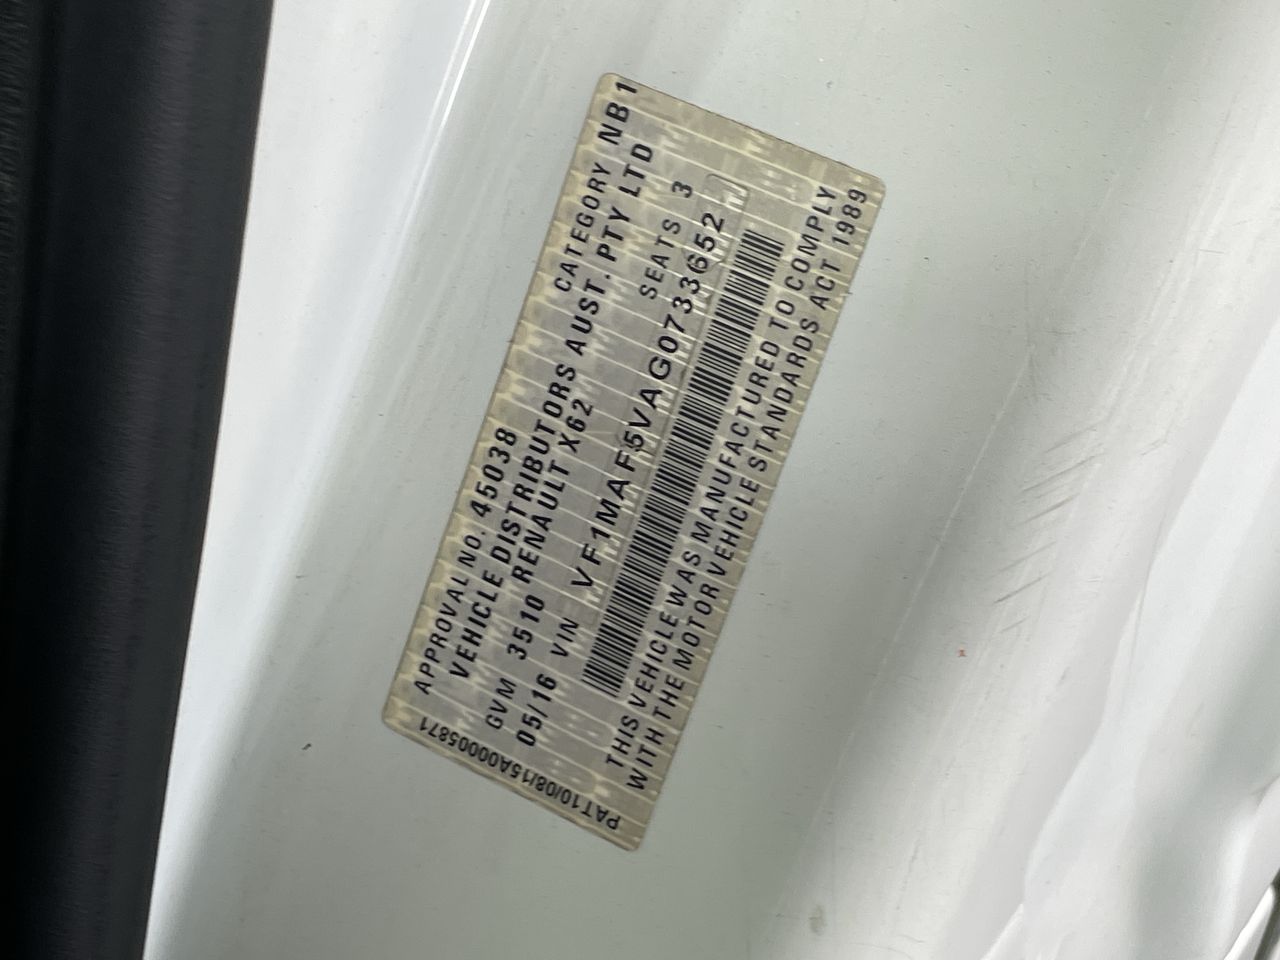 APPROVAL NO. 45038 CATEGORY NB1
VEHICLE DISTRIBUTORS AUST. PTY LTD
GVM 3510 RENAULT X62 SEATS 3
05/16 VIN VF1MAF5VAG0733652
THIS VEHICLE WAS MANUFACTURED TO COMPLY
WITH THE MOTOR VEHICLE STANDARDS ACT 1989
PAT10/08/15A00005871